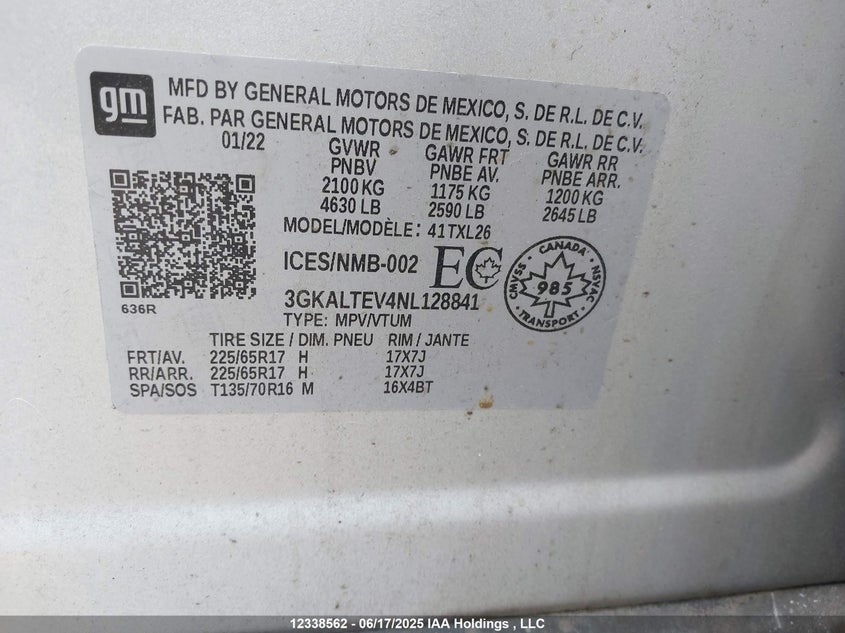 gm
MFD BY GENERAL MOTORS DE MEXICO, S. DE R.L. DE C.V.
FAB. PAR GENERAL MOTORS DE MEXICO, S. DE R.L. DE C.V.
01/22 GVWR GAWR FRT GAWR RR
PNBV PNBE AV. PNBE ARR.
2100 KG 1175 KG 1200 KG
4630 LB 2590 LB 2645 LB
MODEL/MODÈLE: 41TXL26
ICES/NMB-002 EC
CANADA
CMVSS 985 NSVAC
TRANSPORT
636R
3GKALTEV4NL128841
TYPE: MPV/VTUM
TIRE SIZE / DIM. PNEU RIM / JANTE
FRT/AV. 225/65R17 H 17X7J
RR/ARR. 225/65R17 H 17X7J
SPA/SOS T135/70R16 M 16X4BT
12338562 - 06/17/2025 IAA Holdings , LLC